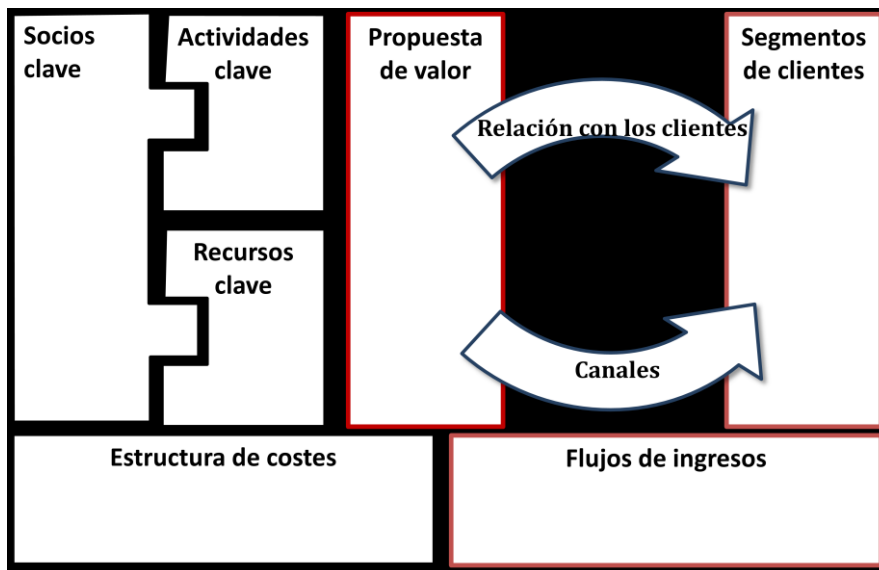 Socios
clave
Actividades
clave
Recursos
clave
Propuesta
de valor
Relación con los clientes
Canales
Segmentos
de clientes
Estructura de costes
Flujos de ingresos